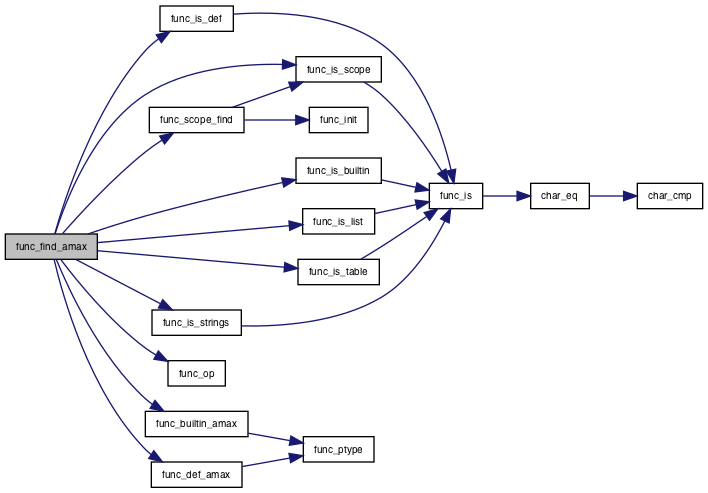 func_is_def
func_is_scope
func_scope_find
func_init
func_is_builtin
func_is
char_eq
char_cmp
func_is_list
func_find_amax
func_is_table
func_is_strings
func_op
func_builtin_amax
func_ptype
func_def_amax